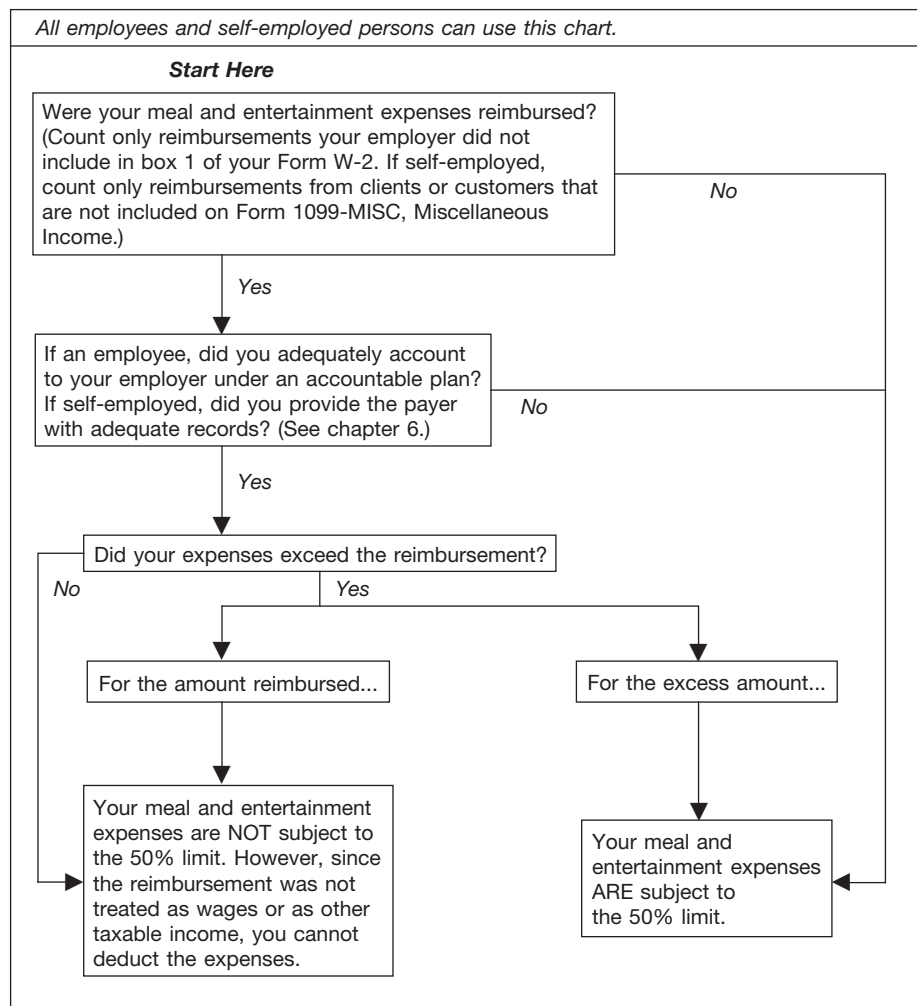 All employees and self-employed persons can use this chart.
Start Here
Were your meal and entertainment expenses reimbursed?
(Count only reimbursements your employer did not
include in box 1 of your Form W-2. If self-employed,
count only reimbursements from clients or customers that
are not included on Form 1099-MISC, Miscellaneous
Income.)
No
Yes
If an employee, did you adequately account
to your employer under an accountable plan?
If self-employed, did you provide the payer
with adequate records? (See chapter 6.)
No
Yes
Did your expenses exceed the reimbursement?
No
Yes
For the amount reimbursed...
For the excess amount...
Your meal and entertainment
expenses are NOT subject to
the 50% limit. However, since
the reimbursement was not
treated as wages or as other
taxable income, you cannot
deduct the expenses.
Your meal and
entertainment expenses
ARE subject to
the 50% limit.